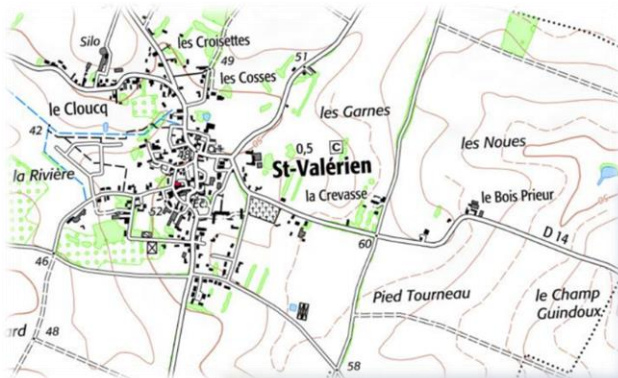 Silo
les Croisettes
49
les Cosses
51
le Cloucq
42
les Garnes
0,5
C
St-Valérien
les Noues
la Rivière
la Crevasse
le Bois Prieur
52
D 14
60
46
Pied Tourneau
le Champ
Guindoux
ard
48
58